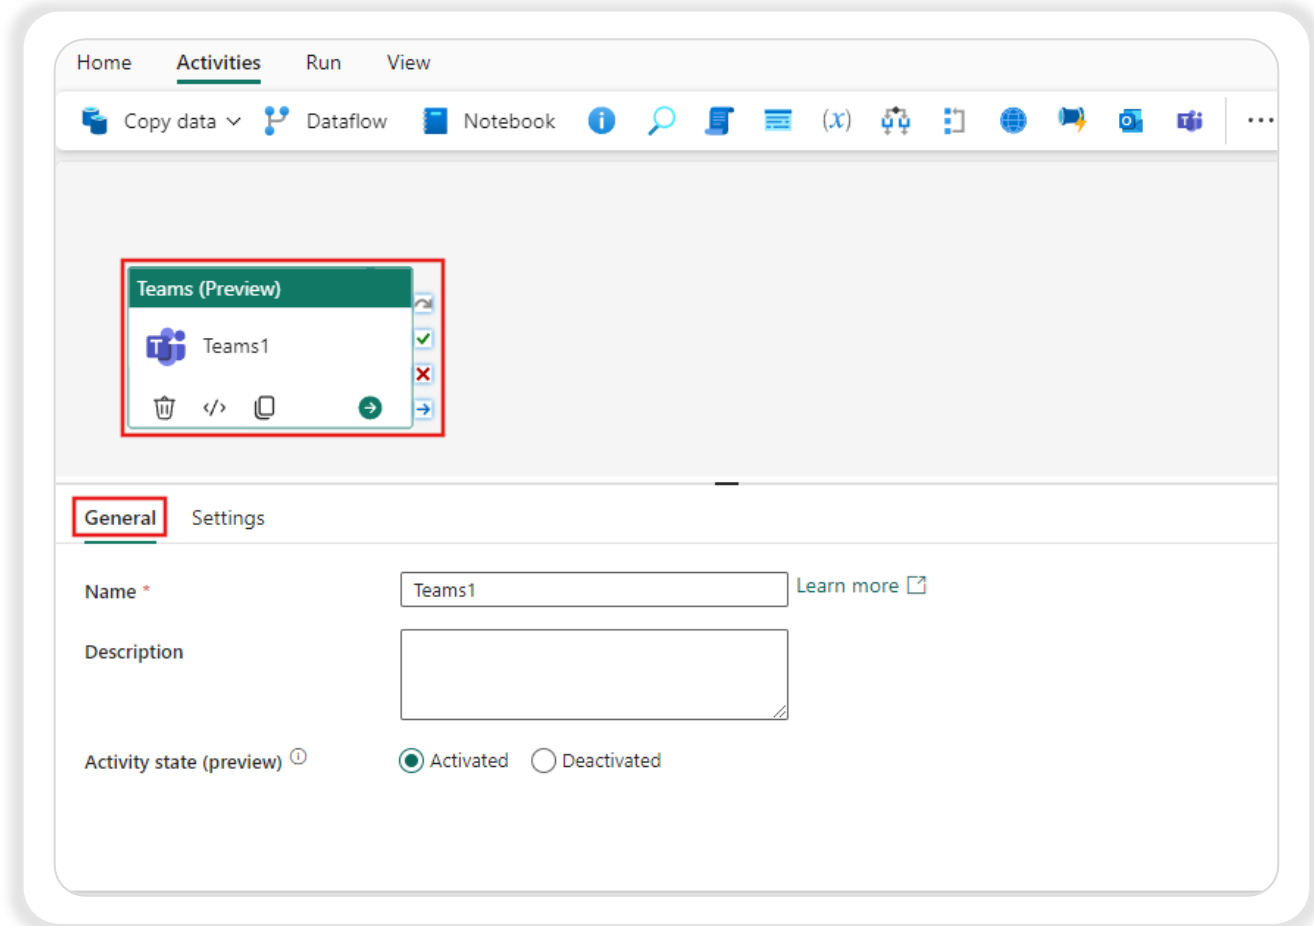 Home Activities Run View
Copy data Dataflow Notebook (x) ...
Teams (Preview)
Teams1
</>
General Settings
Name * Teams1 Learn more
Description
Activity state (preview) Activated Deactivated